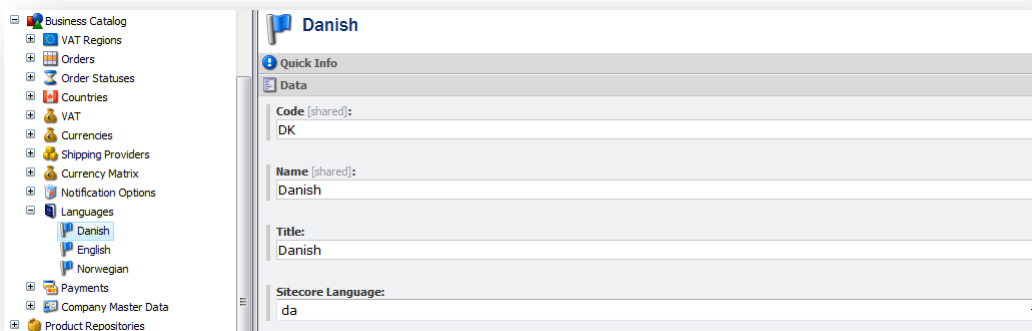 Business Catalog
VAT Regions
Orders
Order Statuses
Countries
VAT
Currencies
Shipping Providers
Currency Matrix
Notification Options
Languages
Danish
English
Norwegian
Payments
Company Master Data
Product Repositories
Danish
Quick Info
Data
Code [shared]:
DK
Name [shared]:
Danish
Title:
Danish
Sitecore Language:
da